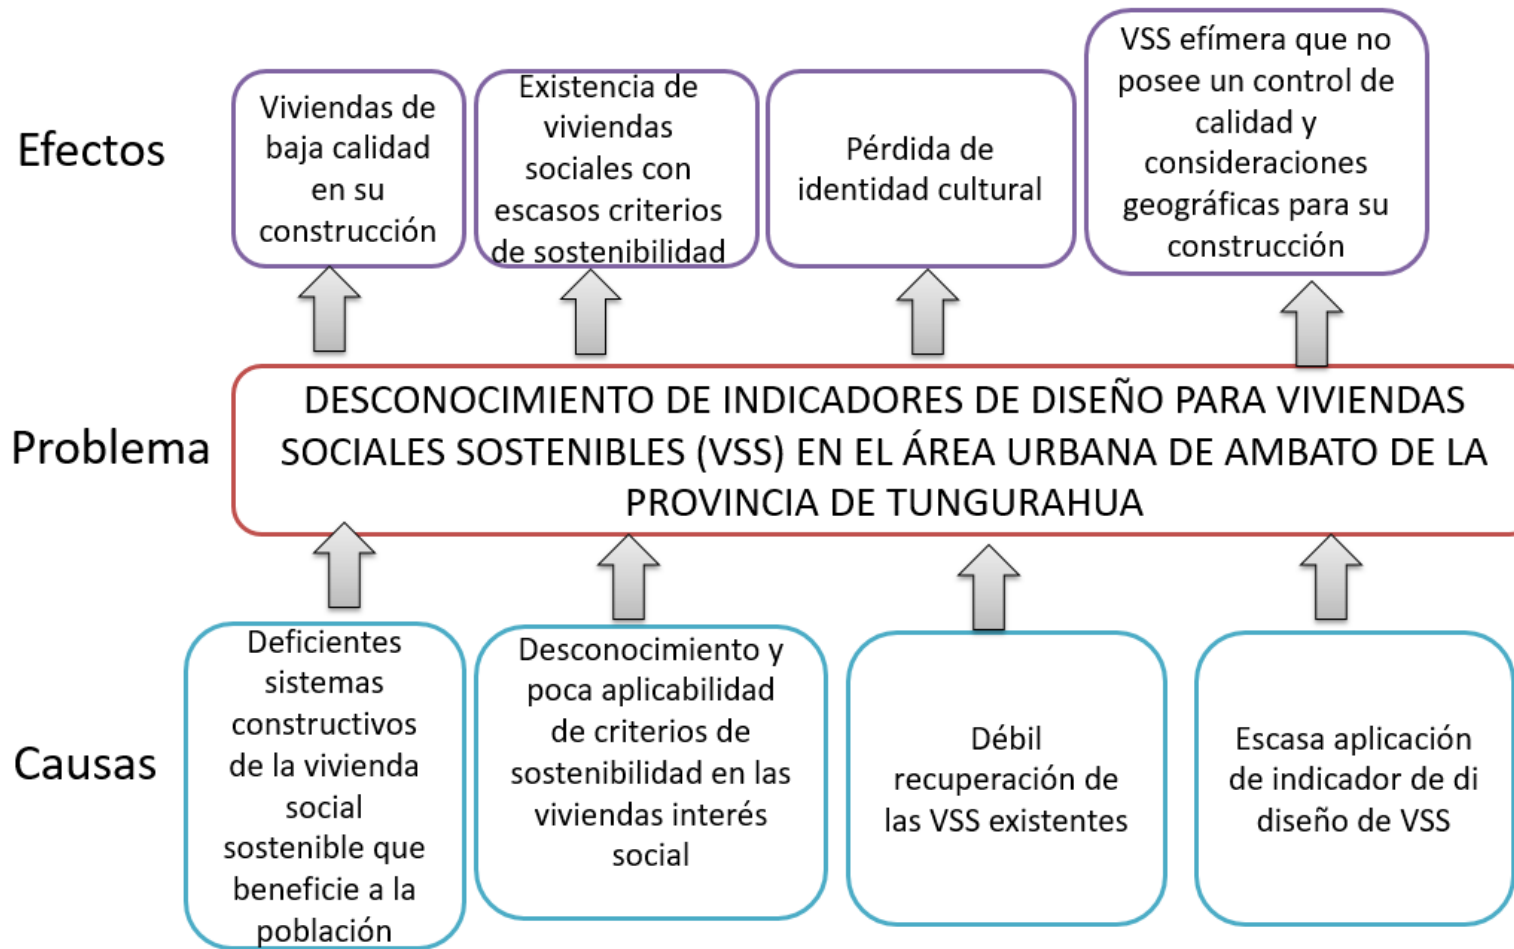 Efectos
Viviendas de
baja calidad
en su
construcción
Existencia de
viviendas
sociales con
escasos criterios
de sostenibilidad
Pérdida de
identidad cultural
VSS efímera que no
posee un control de
calidad y
consideraciones
geográficas para su
construcción
Problema
DESCONOCIMIENTO DE INDICADORES DE DISEÑO PARA VIVIENDAS
SOCIALES SOSTENIBLES (VSS) EN EL ÁREA URBANA DE AMBATO DE LA
PROVINCIA DE TUNGURAHUA
Causas
Deficientes
sistemas
constructivos
de la vivienda
social
sostenible que
beneficie a la
población
Desconocimiento y
poca aplicabilidad
de criterios de
sostenibilidad en las
viviendas interés
social
Débil
recuperación de
las VSS existentes
Escasa aplicación
de indicador de di
diseño de VSS